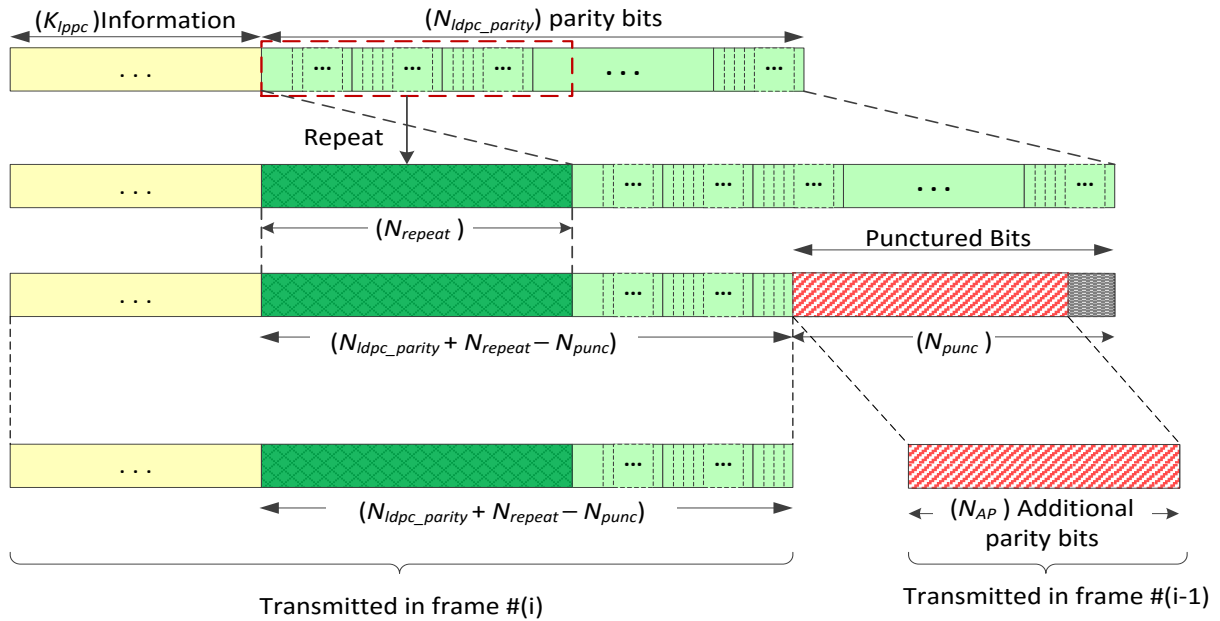 (K_lppc) Information
(N_ldpc_parity) parity bits
... ... ... ... ... ...
Repeat
... ... ... ... ... ...
(N_repeat)
Punctured Bits
... ... ...
(N_ldpc_parity + N_repeat – N_punc)
(N_punc)
... ... ...
(N_ldpc_parity + N_repeat – N_punc)
(N_AP) Additional
parity bits
Transmitted in frame #(i)
Transmitted in frame #(i-1)